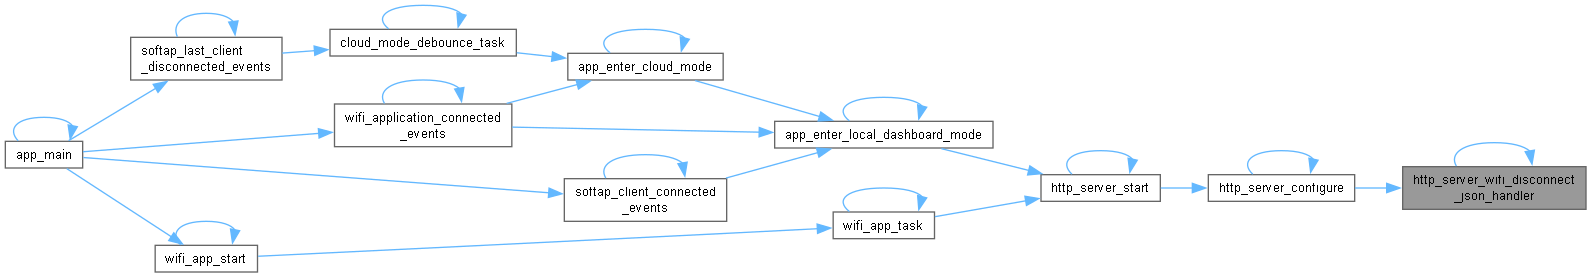 softap_last_client
_disconnected_events
cloud_mode_debounce_task
app_enter_cloud_mode
wifi_application_connected
_events
app_enter_local_dashboard_mode
app_main
softap_client_connected
_events
http_server_start
http_server_configure
http_server_wifi_disconnect
_json_handler
wifi_app_task
wifi_app_start